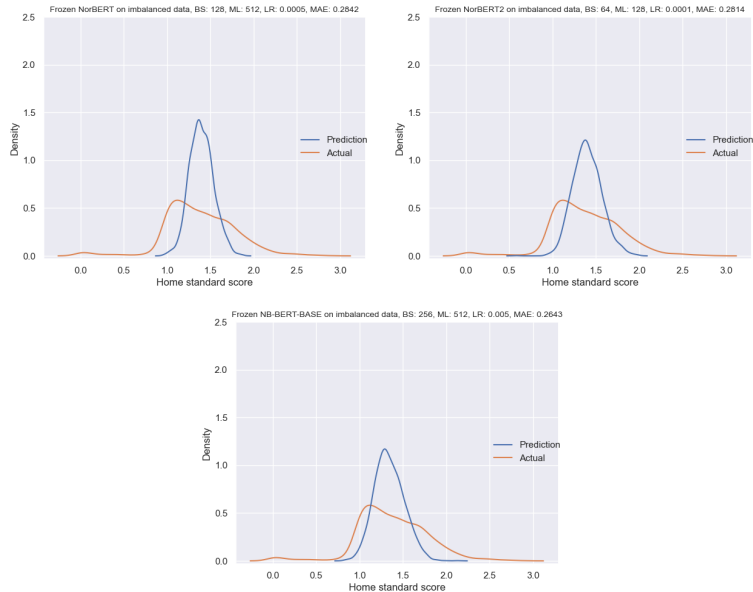 Frozen NorBERT on imbalanced data, BS: 128, ML: 512, LR: 0.0005, MAE: 0.2842
2.5
2.0
1.5
1.0
0.5
0.0
Density
Prediction
Actual
0.0 0.5 1.0 1.5 2.0 2.5 3.0
Home standard score
Frozen NorBERT2 on imbalanced data, BS: 64, ML: 128, LR: 0.0001, MAE: 0.2814
2.5
2.0
1.5
1.0
0.5
0.0
Density
Prediction
Actual
0.0 0.5 1.0 1.5 2.0 2.5 3.0
Home standard score
Frozen NB-BERT-BASE on imbalanced data, BS: 256, ML: 512, LR: 0.005, MAE: 0.2643
2.5
2.0
1.5
1.0
0.5
0.0
Density
Prediction
Actual
0.0 0.5 1.0 1.5 2.0 2.5 3.0
Home standard score